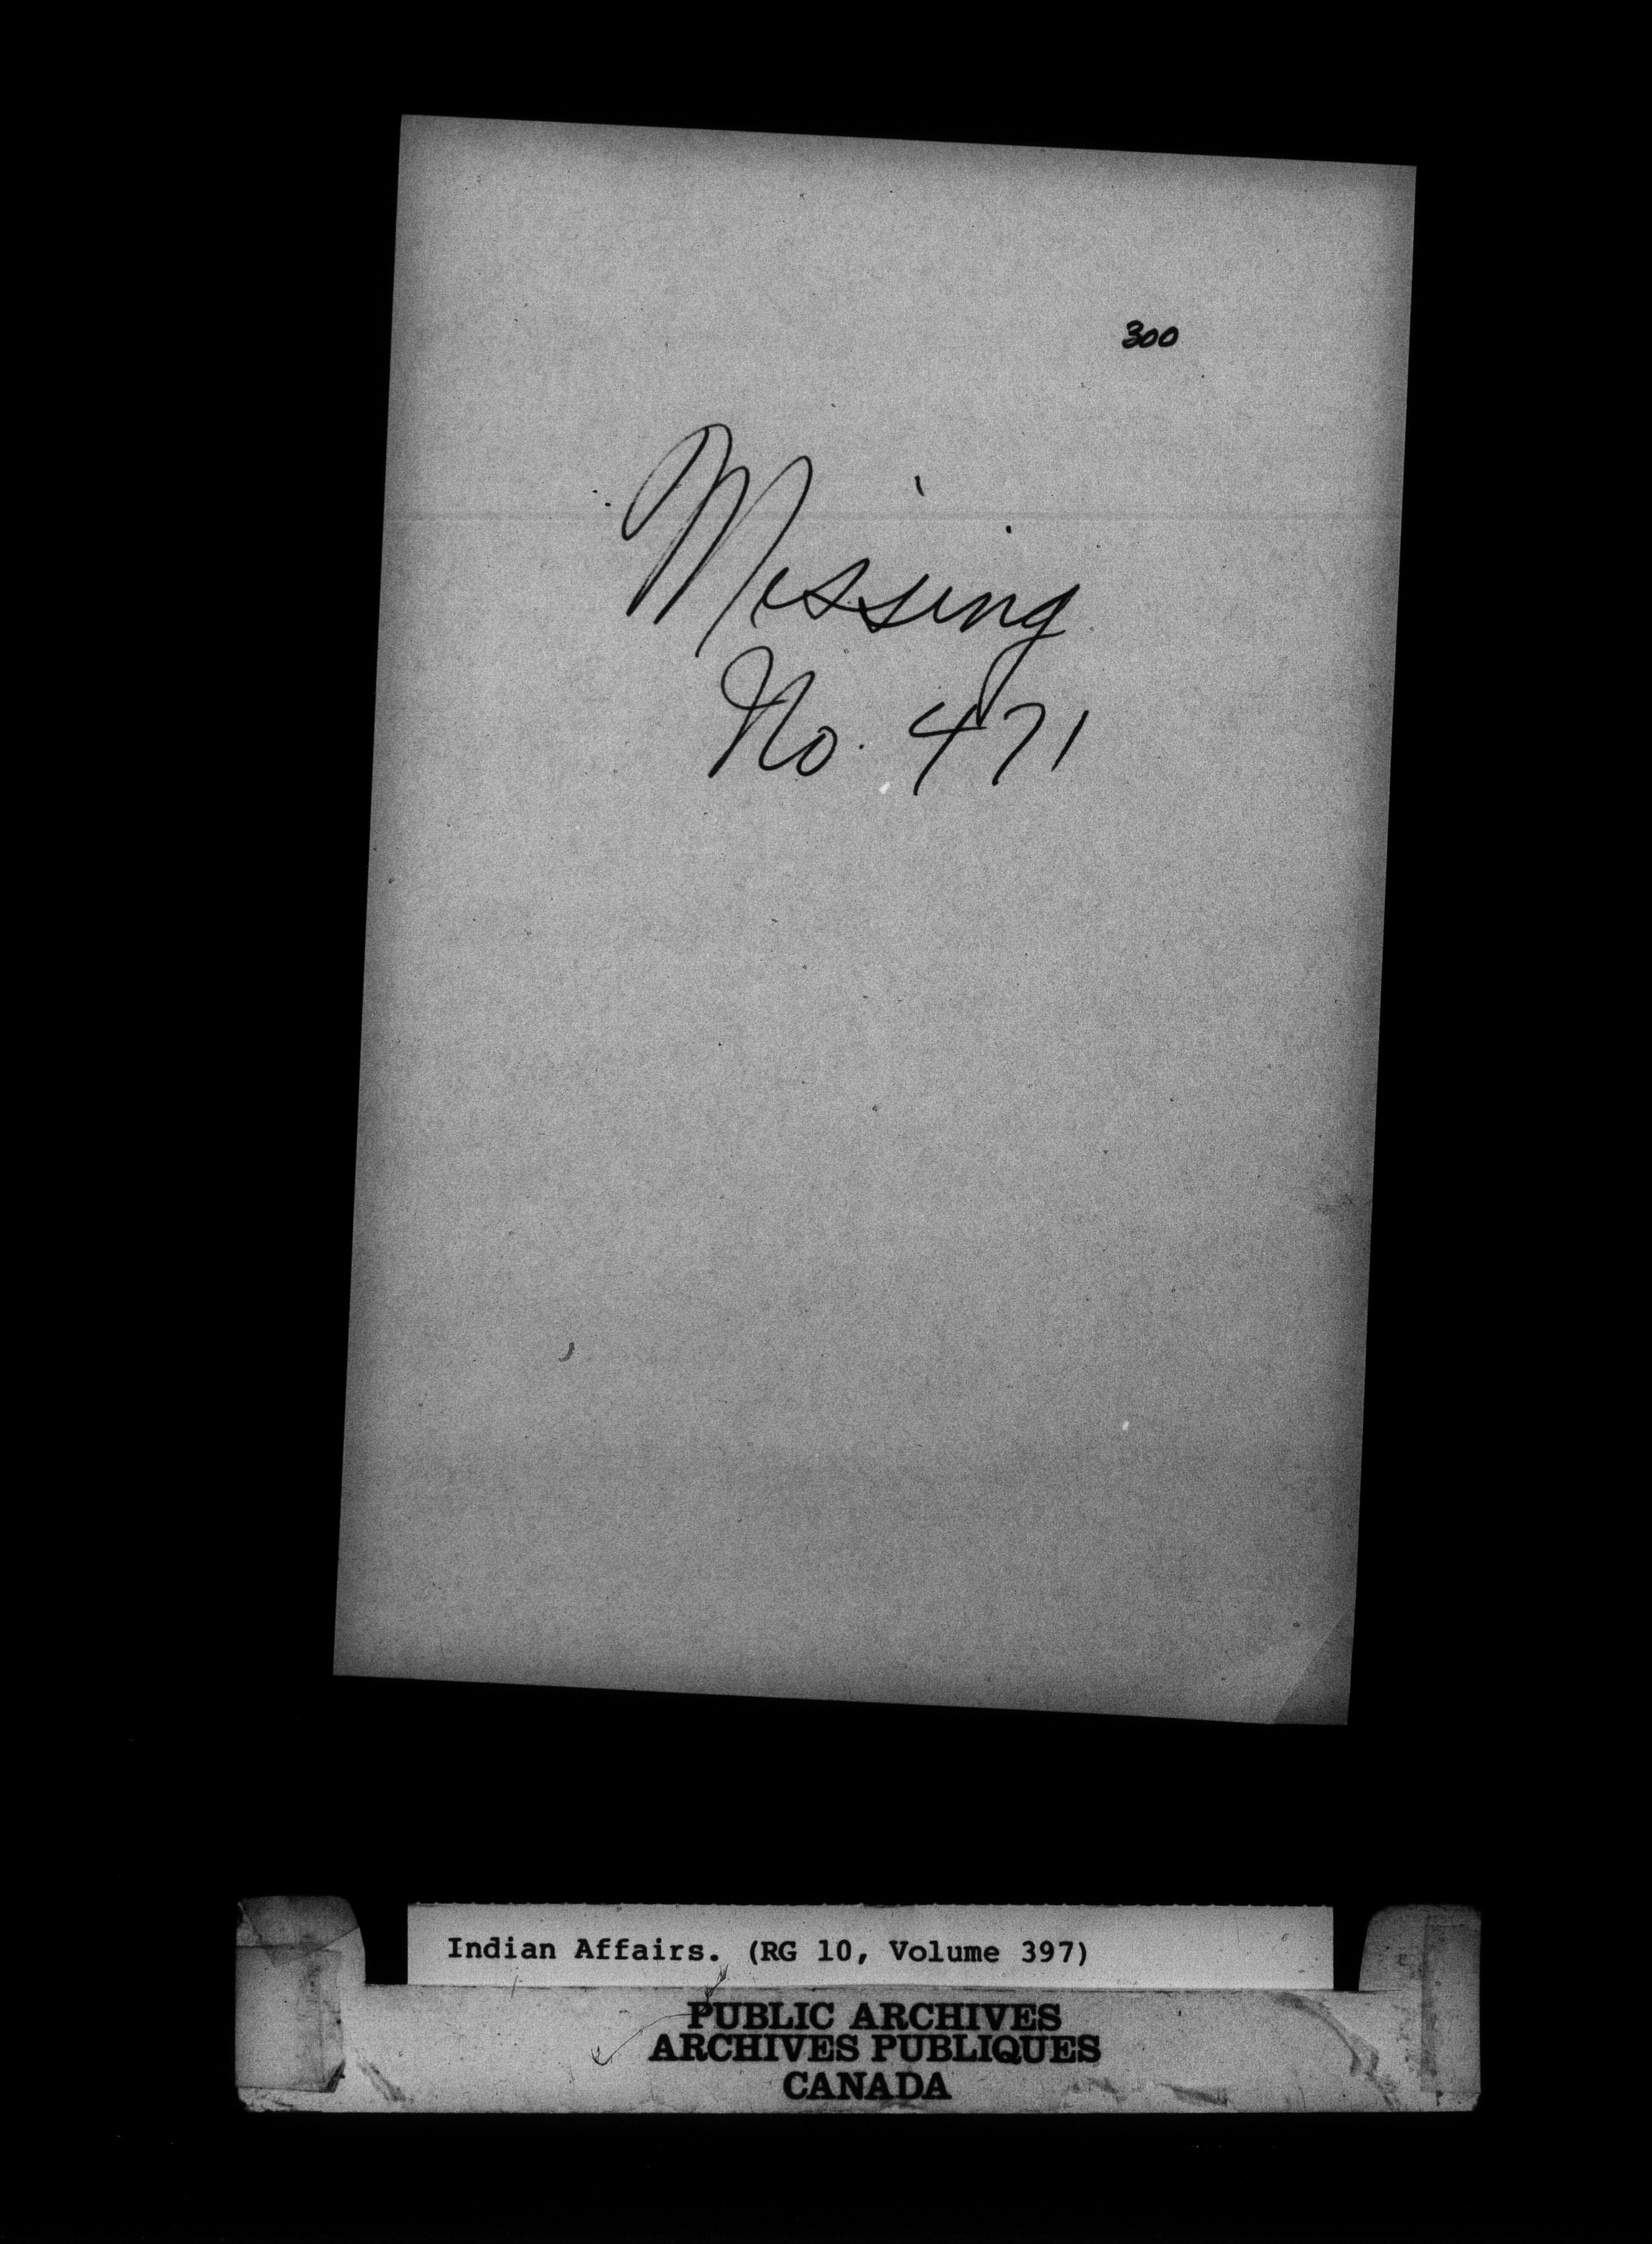 300
Missing
No. 471
Indian Affairs. (RG 10, Volume 397)
PUBLIC ARCHIVES
ARCHIVES PUBLIQUES
CANADA